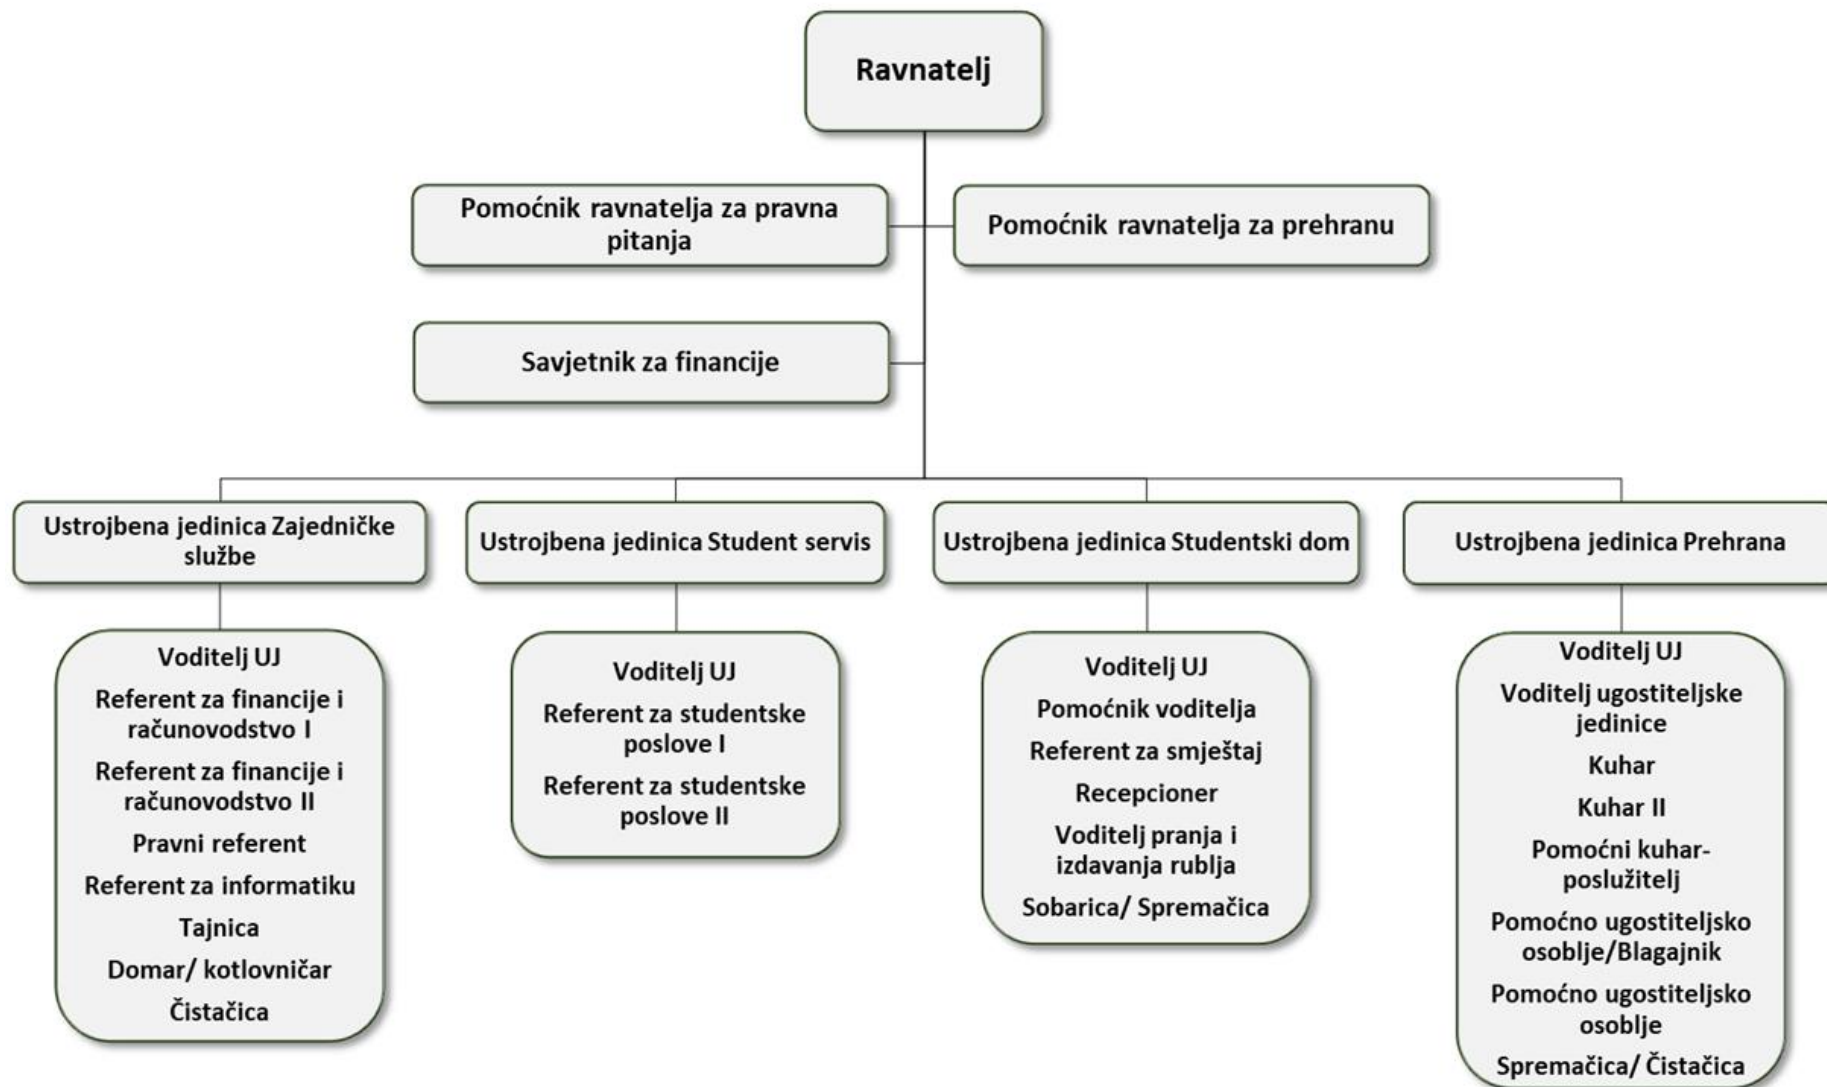 Ravnatelj
Pomoćnik ravnatelja za pravna
pitanja
Pomoćnik ravnatelja za prehranu
Savjetnik za financije
Ustrojbena jedinica Zajedničke
službe
Ustrojbena jedinica Student servis
Ustrojbena jedinica Studentski dom
Ustrojbena jedinica Prehrana
Voditelj UJ
Referent za financije i
računovodstvo I
Referent za financije i
računovodstvo II
Pravni referent
Referent za informatiku
Tajnica
Domar/ kotlovničar
Čistačica
Voditelj UJ
Referent za studentske
poslove I
Referent za studentske
poslove II
Voditelj UJ
Pomoćnik voditelja
Referent za smještaj
Recepcioner
Voditelj pranja i
izdavanja rublja
Sobarica/ Spremačica
Voditelj UJ
Voditelj ugostiteljske
jedinice
Kuhar
Kuhar II
Pomoćni kuhar-
poslužitelj
Pomoćno ugostiteljsko
osoblje/Blagajnik
Pomoćno ugostiteljsko
osoblje
Spremačica/ Čistačica